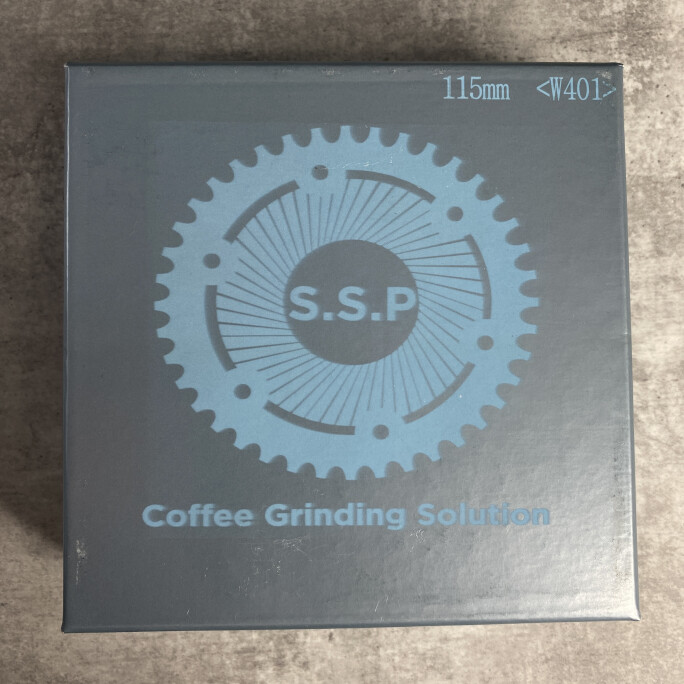 115mm <W401>
S.S.P
Coffee Grinding Solution